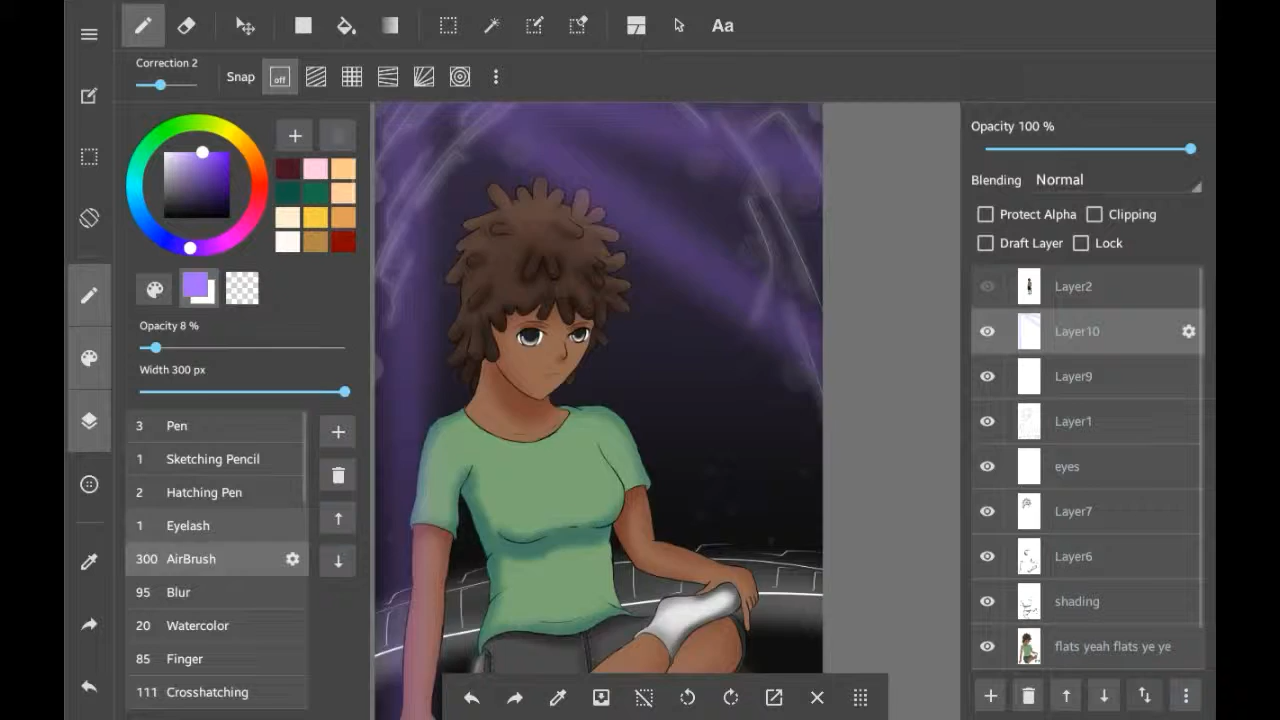 Aa
Correction 2
Snap
off
Opacity 8 %
Width 300 px
3 Pen
1 Sketching Pencil
2 Hatching Pen
1 Eyelash
300 AirBrush
95 Blur
20 Watercolor
85 Finger
111 Crosshatching
Opacity 100 %
Blending Normal
Protect Alpha Clipping
Draft Layer Lock
Layer2
Layer10
Layer9
Layer1
eyes
Layer7
Layer6
shading
flats yeah flats ye ye